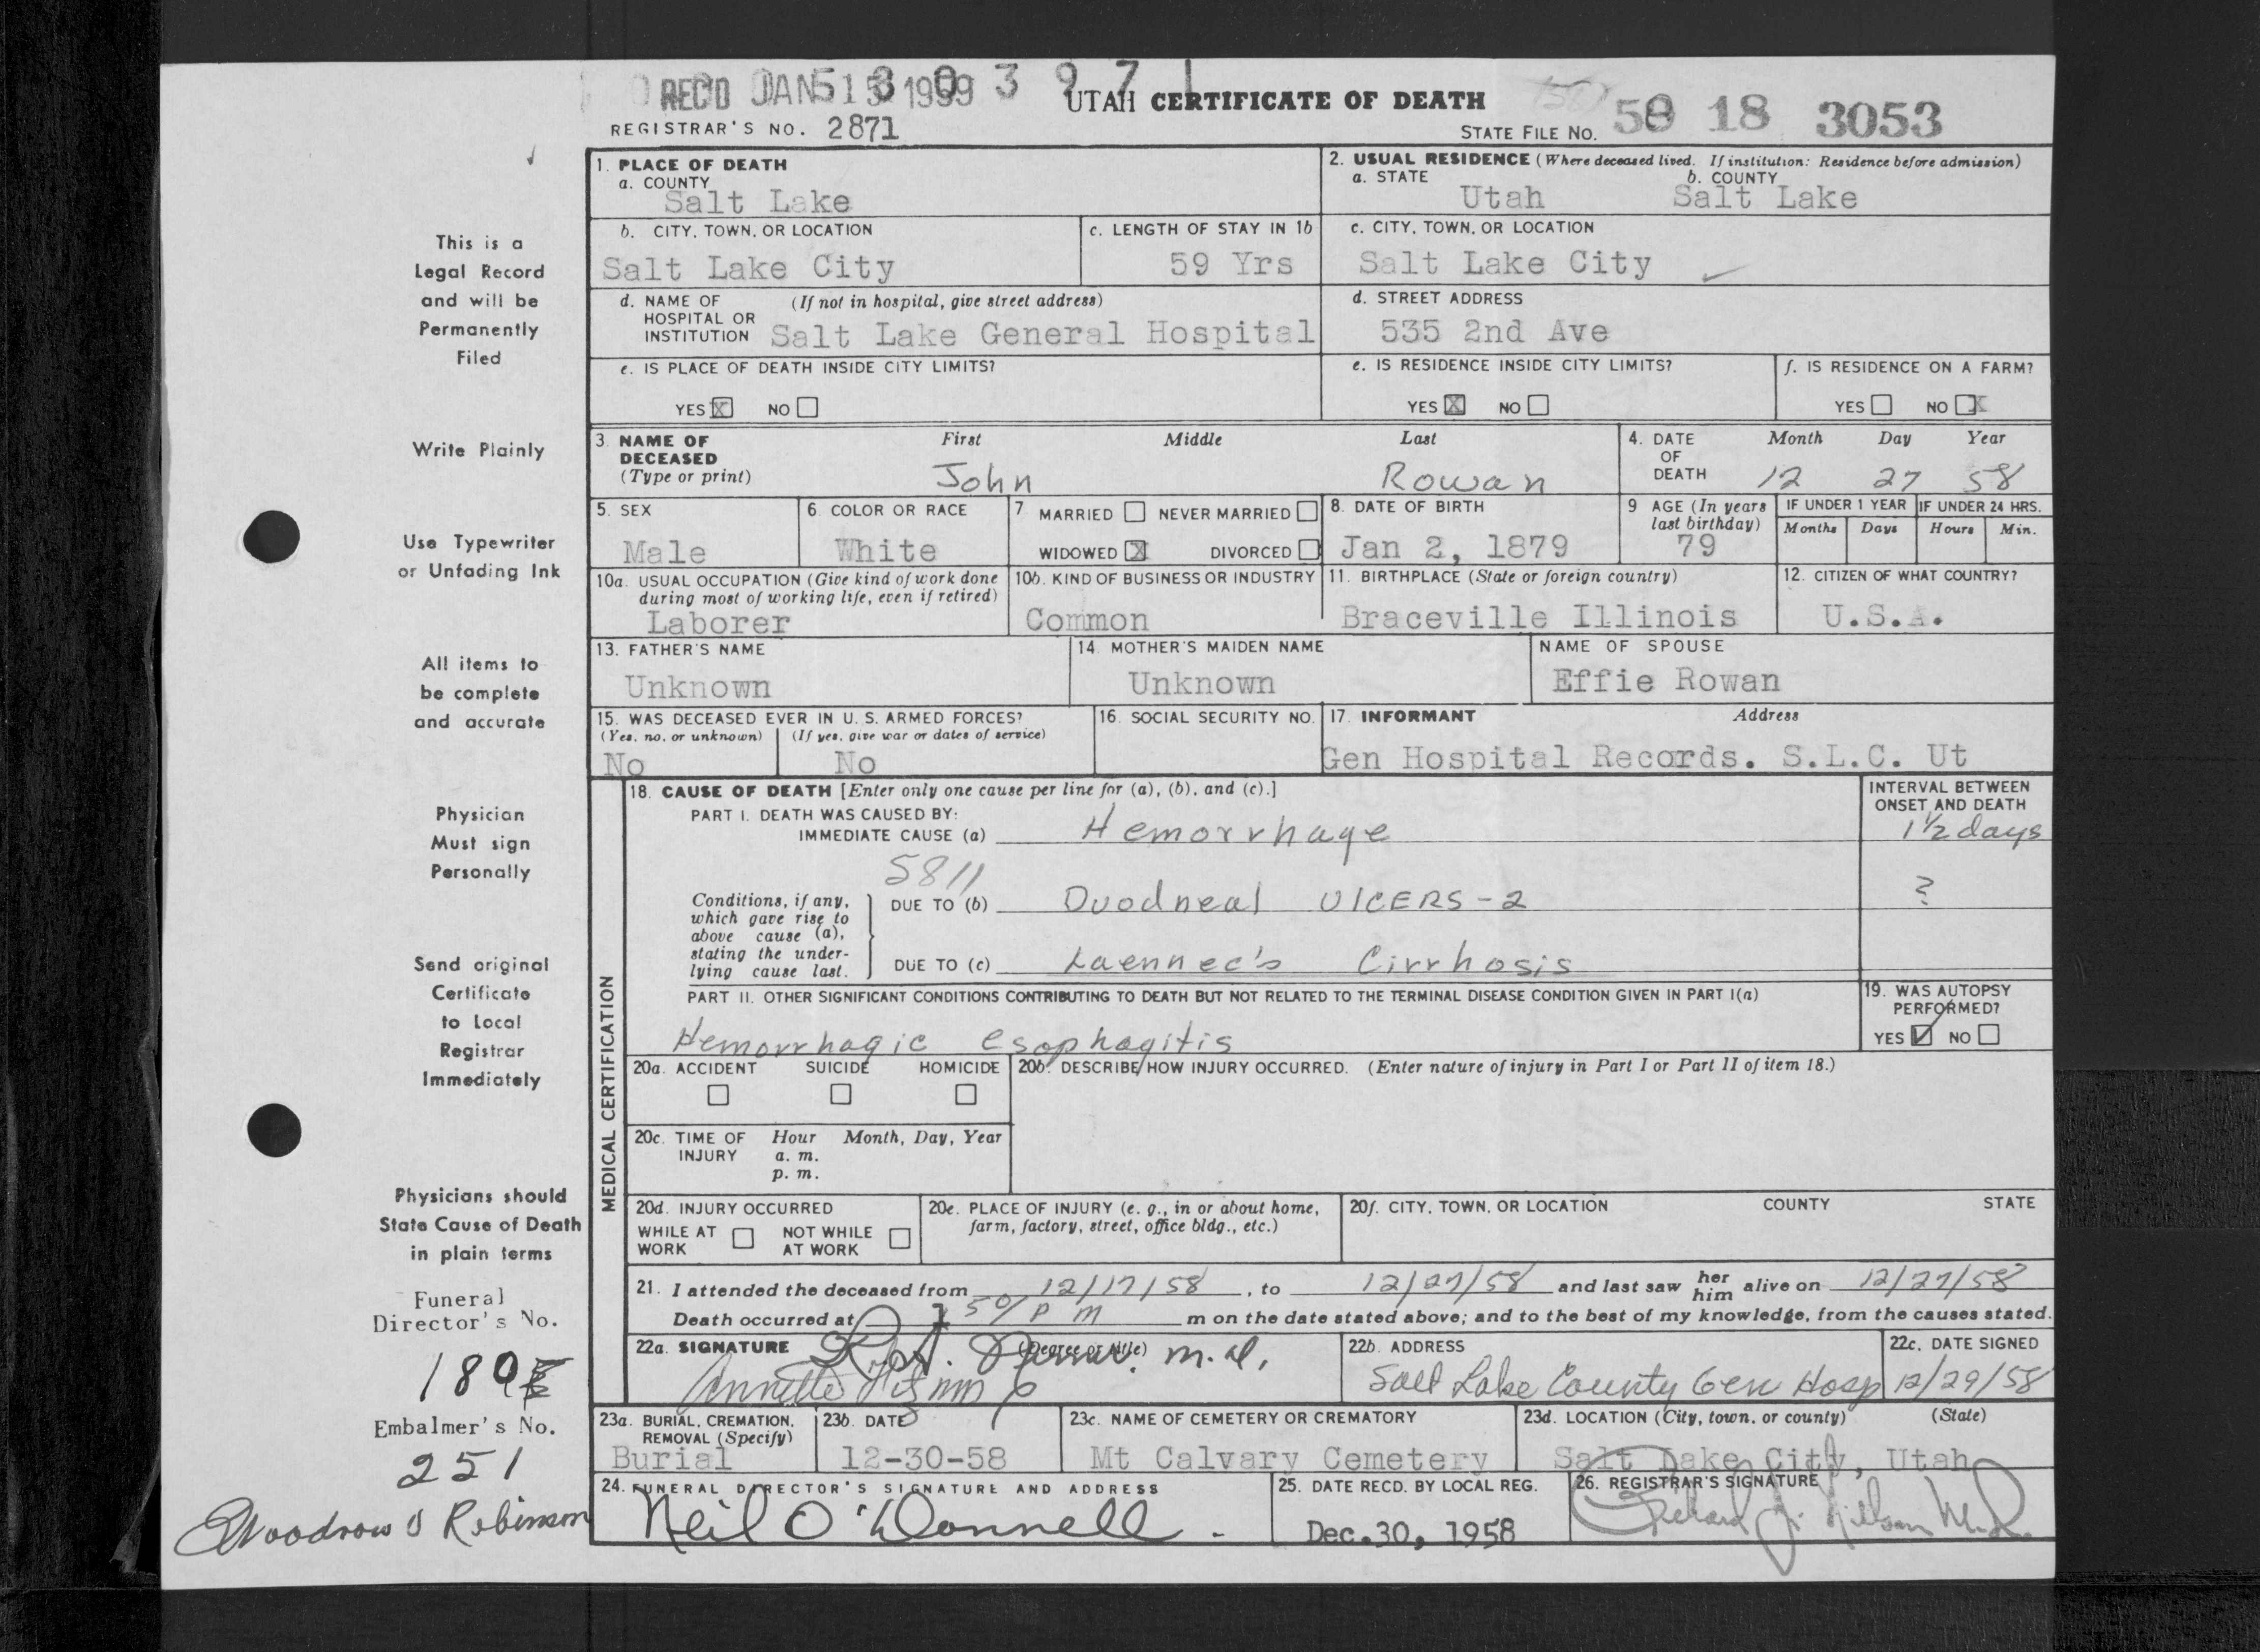 REC'D JAN 15 1959
5 3 0 3 9 7 1
UTAH CERTIFICATE OF DEATH
REGISTRAR'S NO. 2871
STATE FILE No. 58 18 3053
This is a
Legal Record
and will be
Permanently
Filed
Write Plainly
Use Typewriter
or Unfading Ink
All items to
be complete
and accurate
Physician
Must sign
Personally
Send original
Certificate
to Local
Registrar
Immediately
Physicians should
State Cause of Death
in plain terms
Funeral
Director's No.
189
Embalmer's No.
251
Woodrow J Robinson
1. PLACE OF DEATH
a. COUNTY
Salt Lake
2. USUAL RESIDENCE (Where deceased lived. If institution: Residence before admission)
a. STATE b. COUNTY
Utah Salt Lake
b. CITY, TOWN, OR LOCATION
Salt Lake City
c. LENGTH OF STAY IN 1b
59 Yrs
c. CITY, TOWN, OR LOCATION
Salt Lake City
d. NAME OF (If not in hospital, give street address)
HOSPITAL OR
INSTITUTION Salt Lake General Hospital
d. STREET ADDRESS
535 2nd Ave
e. IS PLACE OF DEATH INSIDE CITY LIMITS?
YES X NO
e. IS RESIDENCE INSIDE CITY LIMITS?
YES X NO
f. IS RESIDENCE ON A FARM?
YES NO X
3. NAME OF First Middle Last
DECEASED
(Type or print) John Rowan
4. DATE Month Day Year
OF
DEATH 12 27 58
5. SEX
Male
6. COLOR OR RACE
White
7. MARRIED NEVER MARRIED
WIDOWED X DIVORCED
8. DATE OF BIRTH
Jan 2, 1879
9 AGE (In years
last birthday)
79
IF UNDER 1 YEAR IF UNDER 24 HRS.
Months Days Hours Min.
10a. USUAL OCCUPATION (Give kind of work done
during most of working life, even if retired)
Laborer
10b. KIND OF BUSINESS OR INDUSTRY
Common
11. BIRTHPLACE (State or foreign country)
Braceville Illinois
12. CITIZEN OF WHAT COUNTRY?
U.S.A.
13. FATHER'S NAME
Unknown
14. MOTHER'S MAIDEN NAME
Unknown
NAME OF SPOUSE
Effie Rowan
15. WAS DECEASED EVER IN U. S. ARMED FORCES?
(Yes, no, or unknown) (If yes, give war or dates of service)
No No
16. SOCIAL SECURITY NO.
17. INFORMANT Address
Gen Hospital Records. S.L.C. Ut
MEDICAL CERTIFICATION
18. CAUSE OF DEATH [Enter only one cause per line for (a), (b), and (c).]
INTERVAL BETWEEN
ONSET AND DEATH
PART I. DEATH WAS CAUSED BY:
IMMEDIATE CAUSE (a) Hemorrhage 1 1/2 days
5811
Conditions, if any,
which gave rise to
above cause (a),
stating the under-
lying cause last.
DUE TO (b) Duodneal UlCERS-2 ?
DUE TO (c) Laennec's Cirrhosis
PART II. OTHER SIGNIFICANT CONDITIONS CONTRIBUTING TO DEATH BUT NOT RELATED TO THE TERMINAL DISEASE CONDITION GIVEN IN PART I(a)
Hemorrhagic esophagitis
19. WAS AUTOPSY
PERFORMED?
YES ✓ NO
20a. ACCIDENT SUICIDE HOMICIDE
20b. DESCRIBE HOW INJURY OCCURRED. (Enter nature of injury in Part I or Part II of item 18.)
20c. TIME OF Hour Month, Day, Year
INJURY a. m.
p. m.
20d. INJURY OCCURRED
WHILE AT NOT WHILE
WORK AT WORK
20e. PLACE OF INJURY (e. g., in or about home,
farm, factory, street, office bldg., etc.)
20f. CITY, TOWN, OR LOCATION COUNTY STATE
21. I attended the deceased from 12/17/58, to 12/27/58 and last saw her him alive on 12/27/58
Death occurred at 50 P m m on the date stated above; and to the best of my knowledge, from the causes stated.
22a. SIGNATURE (Degree or title) M.D.
Annette
22b. ADDRESS
Salt Lake County Gen Hosp
22c. DATE SIGNED
12/29/58
23a. BURIAL, CREMATION,
REMOVAL (Specify)
Burial
23b. DATE
12-30-58
23c. NAME OF CEMETERY OR CREMATORY
Mt Calvary Cemetery
23d. LOCATION (City, town, or county) (State)
Salt Lake City, Utah
24. FUNERAL DIRECTOR'S SIGNATURE AND ADDRESS
Neil O'Donnell.
25. DATE RECD. BY LOCAL REG.
Dec. 30, 1958
26. REGISTRAR'S SIGNATURE
Richard